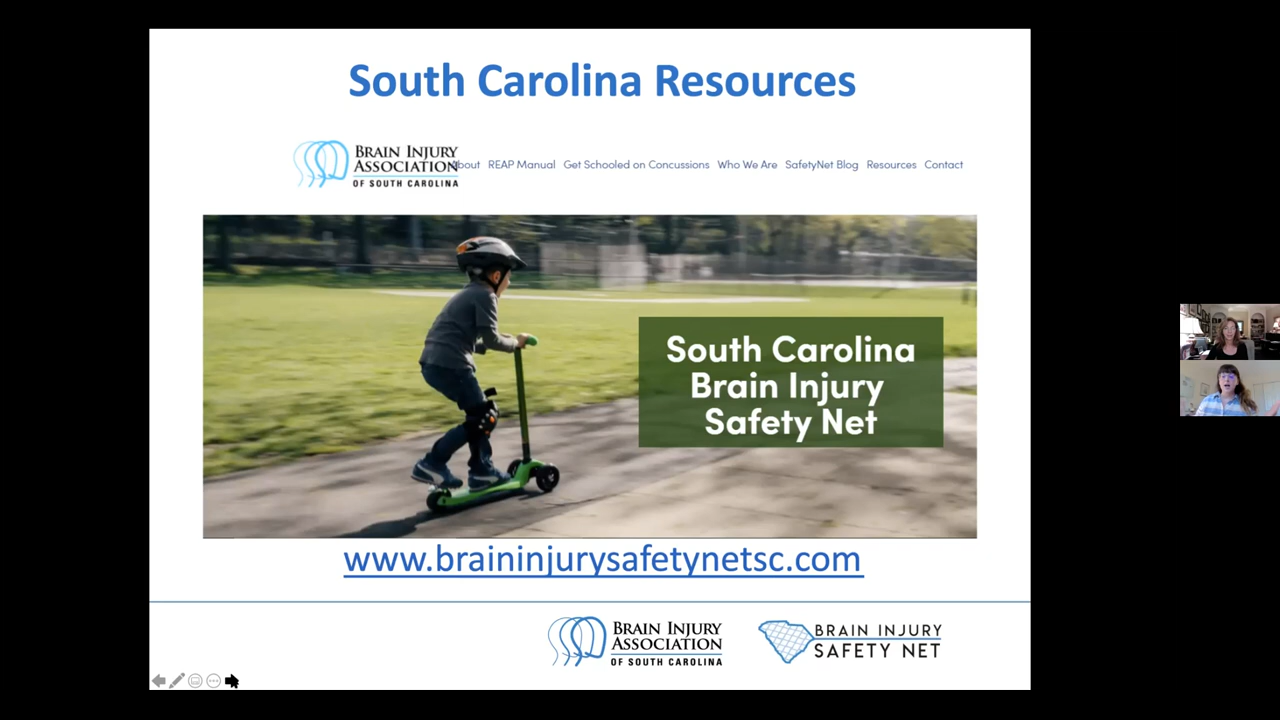 South Carolina Resources
BRAIN INJURY
ASSOCIATION
OF SOUTH CAROLINA
About REAP Manual Get Schooled on Concussions Who We Are SafetyNet Blog Resources Contact
South Carolina
Brain Injury
Safety Net
www.braininjurysafetynetsc.com
BRAIN INJURY
ASSOCIATION
OF SOUTH CAROLINA
BRAIN INJURY
SAFETY NET